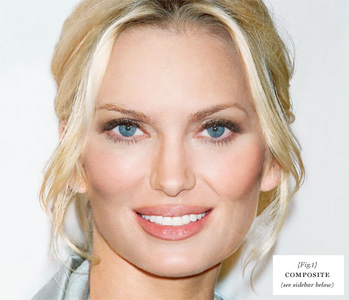 {Fig.1}
COMPOSITE
(see sidebar below)